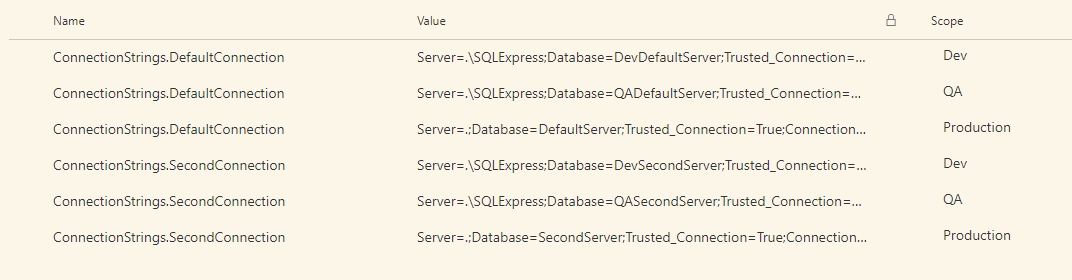 Name Value Scope
ConnectionStrings.DefaultConnection Server=.\SQLExpress;Database=DevDefaultServer;Trusted_Connection=... Dev
ConnectionStrings.DefaultConnection Server=.\SQLExpress;Database=QADefaultServer;Trusted_Connection=... QA
ConnectionStrings.DefaultConnection Server=.;Database=DefaultServer;Trusted_Connection=True;Connection... Production
ConnectionStrings.SecondConnection Server=.\SQLExpress;Database=DevSecondServer;Trusted_Connection=... Dev
ConnectionStrings.SecondConnection Server=.\SQLExpress;Database=QASecondServer;Trusted_Connection=... QA
ConnectionStrings.SecondConnection Server=.;Database=SecondServer;Trusted_Connection=True;Connection... Production